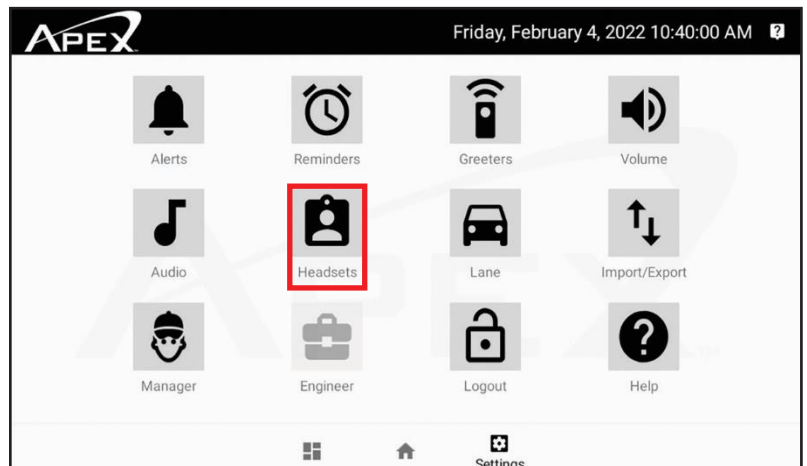 APEX
Friday, February 4, 2022 10:40:00 AM ?
Alerts Reminders Greeters Volume
Audio Headsets Lane Import/Export
Manager Engineer Logout Help
Settings
APEX